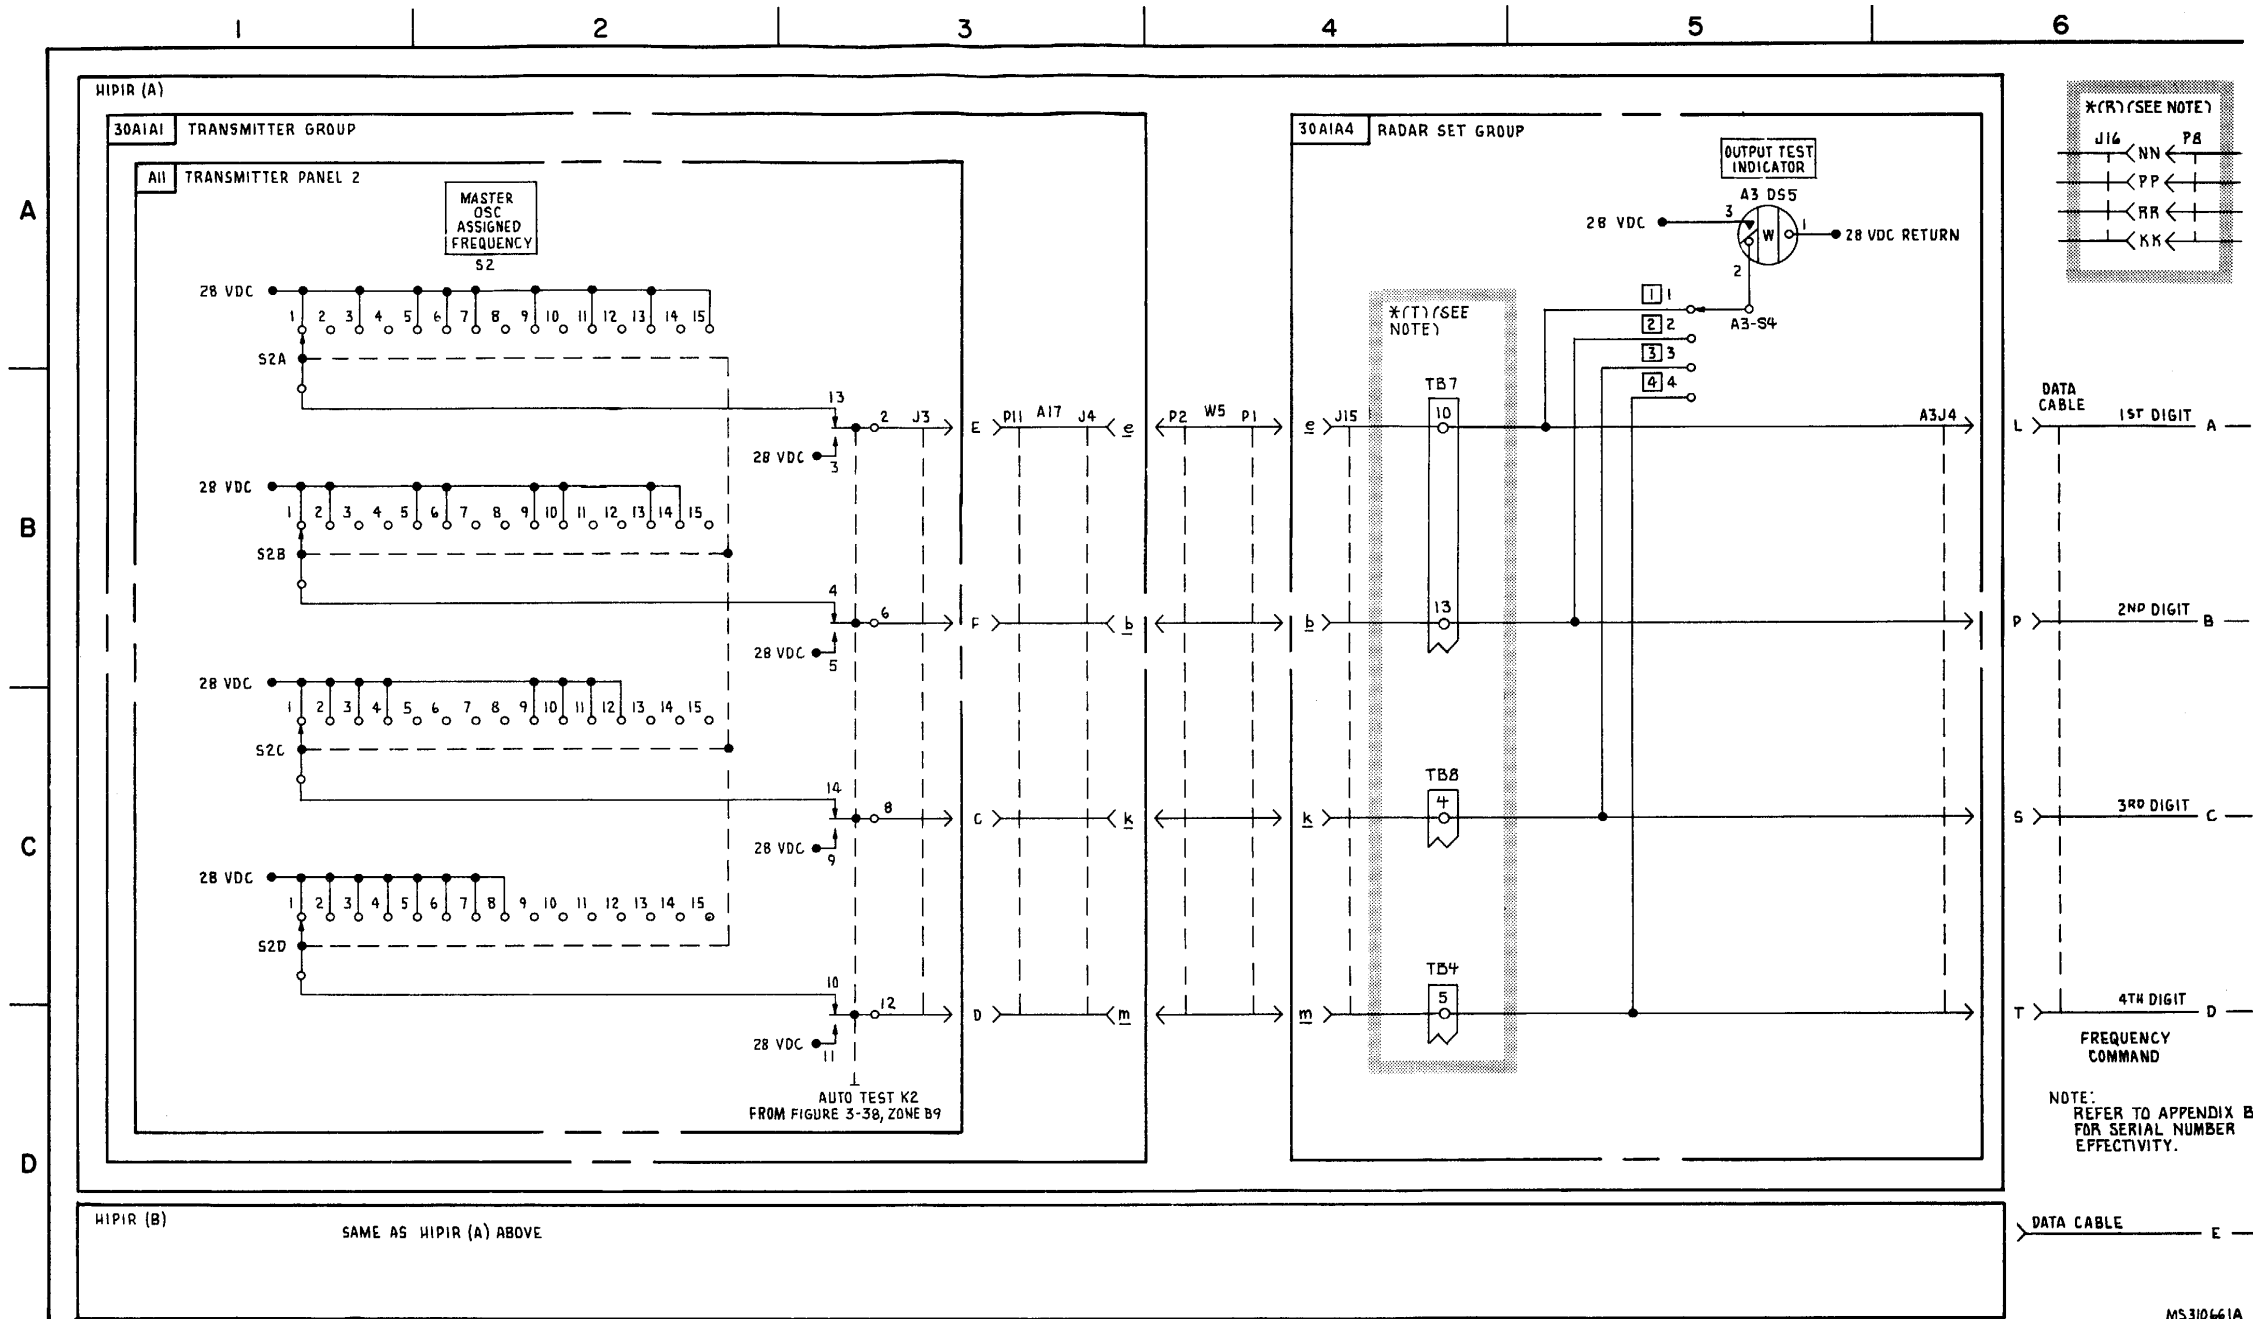 1 2 3 4 5 6
HIPIR (A)
30A1A1 TRANSMITTER GROUP
A11 TRANSMITTER PANEL 2
MASTER
OSC
ASSIGNED
FREQUENCY
S2
A
28 VDC
1 2 3 4 5 6 7 8 9 10 11 12 13 14 15
S2A
13
2 J3
28 VDC
3
B
28 VDC
1 2 3 4 5 6 7 8 9 10 11 12 13 14 15
S2B
4
6
28 VDC
5
28 VDC
1 2 3 4 5 6 7 8 9 10 11 12 13 14 15
S2C
14
8
28 VDC
9
C
28 VDC
1 2 3 4 5 6 7 8 9 10 11 12 13 14 15
S2D
10
12
28 VDC
11
AUTO TEST K2
FROM FIGURE 3-38, ZONE B9
D
E P11 A17 J4 e P2 W5 P1 e J15
F b b
C k k
D m m
30A1A4 RADAR SET GROUP
OUTPUT TEST
INDICATOR
A3 DS5
28 VDC 3 W 1 28 VDC RETURN
2
1 1
A3-S4
2 2
3 3
4 4
*(T) (SEE
NOTE)
TB7
10
13
TB8
4
TB4
5
A3J4
*(R) (SEE NOTE)
J16 NN P8
PP
RR
KK
DATA
CABLE
L 1ST DIGIT A
P 2ND DIGIT B
S 3RD DIGIT C
T 4TH DIGIT D
FREQUENCY
COMMAND
NOTE:
REFER TO APPENDIX B
FOR SERIAL NUMBER
EFFECTIVITY.
HIPIR (B)
SAME AS HIPIR (A) ABOVE
DATA CABLE E
MS310661A